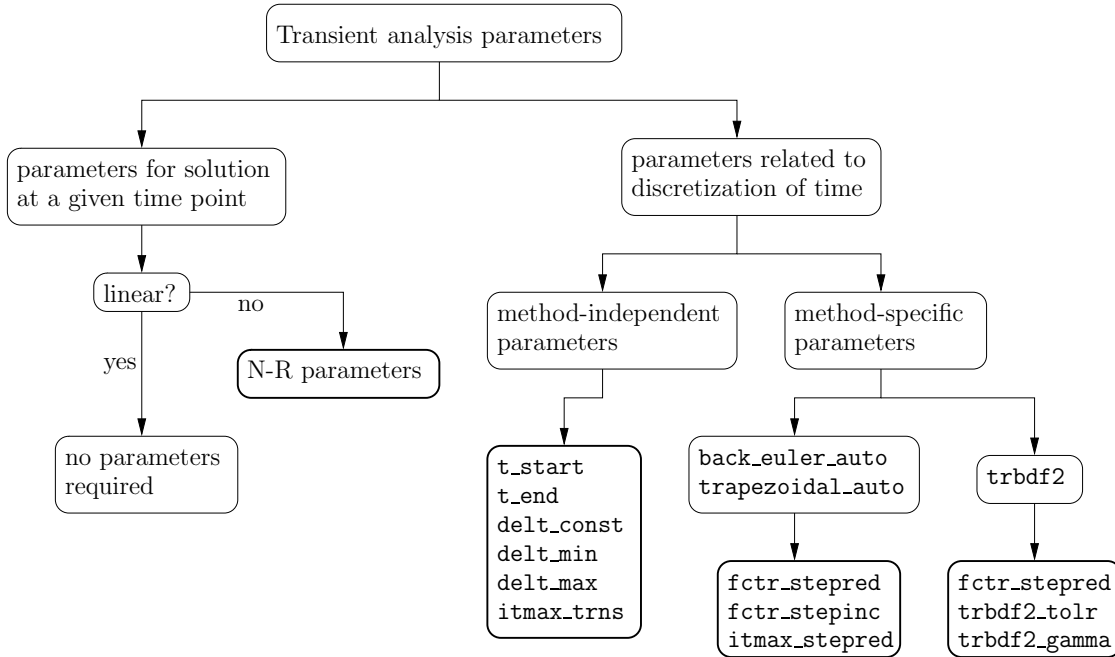 Transient analysis parameters
parameters for solution
at a given time point
parameters related to
discretization of time
linear?
no
yes
N-R parameters
no parameters
required
method-independent
parameters
method-specific
parameters
t_start
t_end
delt_const
delt_min
delt_max
itmax_trns
back_euler_auto
trapezoidal_auto
trbdf2
fctr_stepred
fctr_stepinc
itmax_stepred
fctr_stepred
trbdf2_tolr
trbdf2_gamma